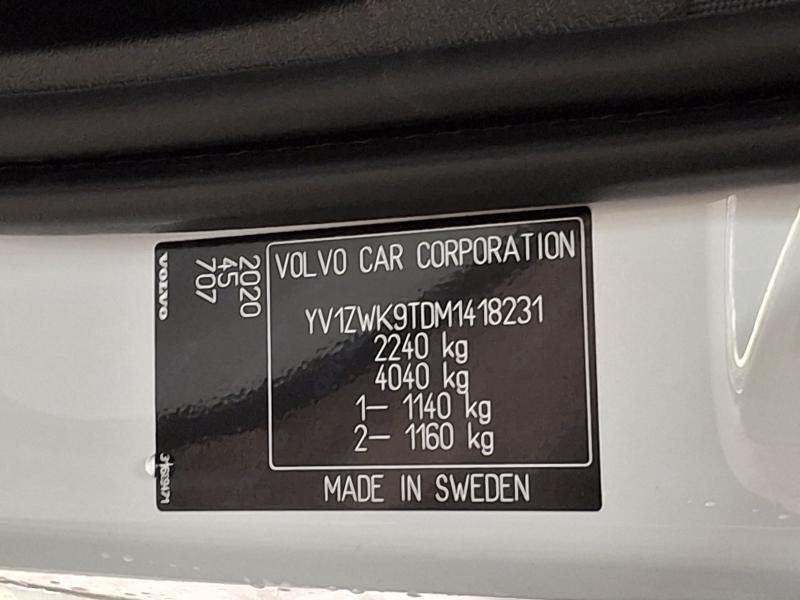 VOLVO CAR CORPORATION
YV1ZWK9TDM1418231
2240 kg
4040 kg
1– 1140 kg
2– 1160 kg
MADE IN SWEDEN
2020
45
707
VOLVO